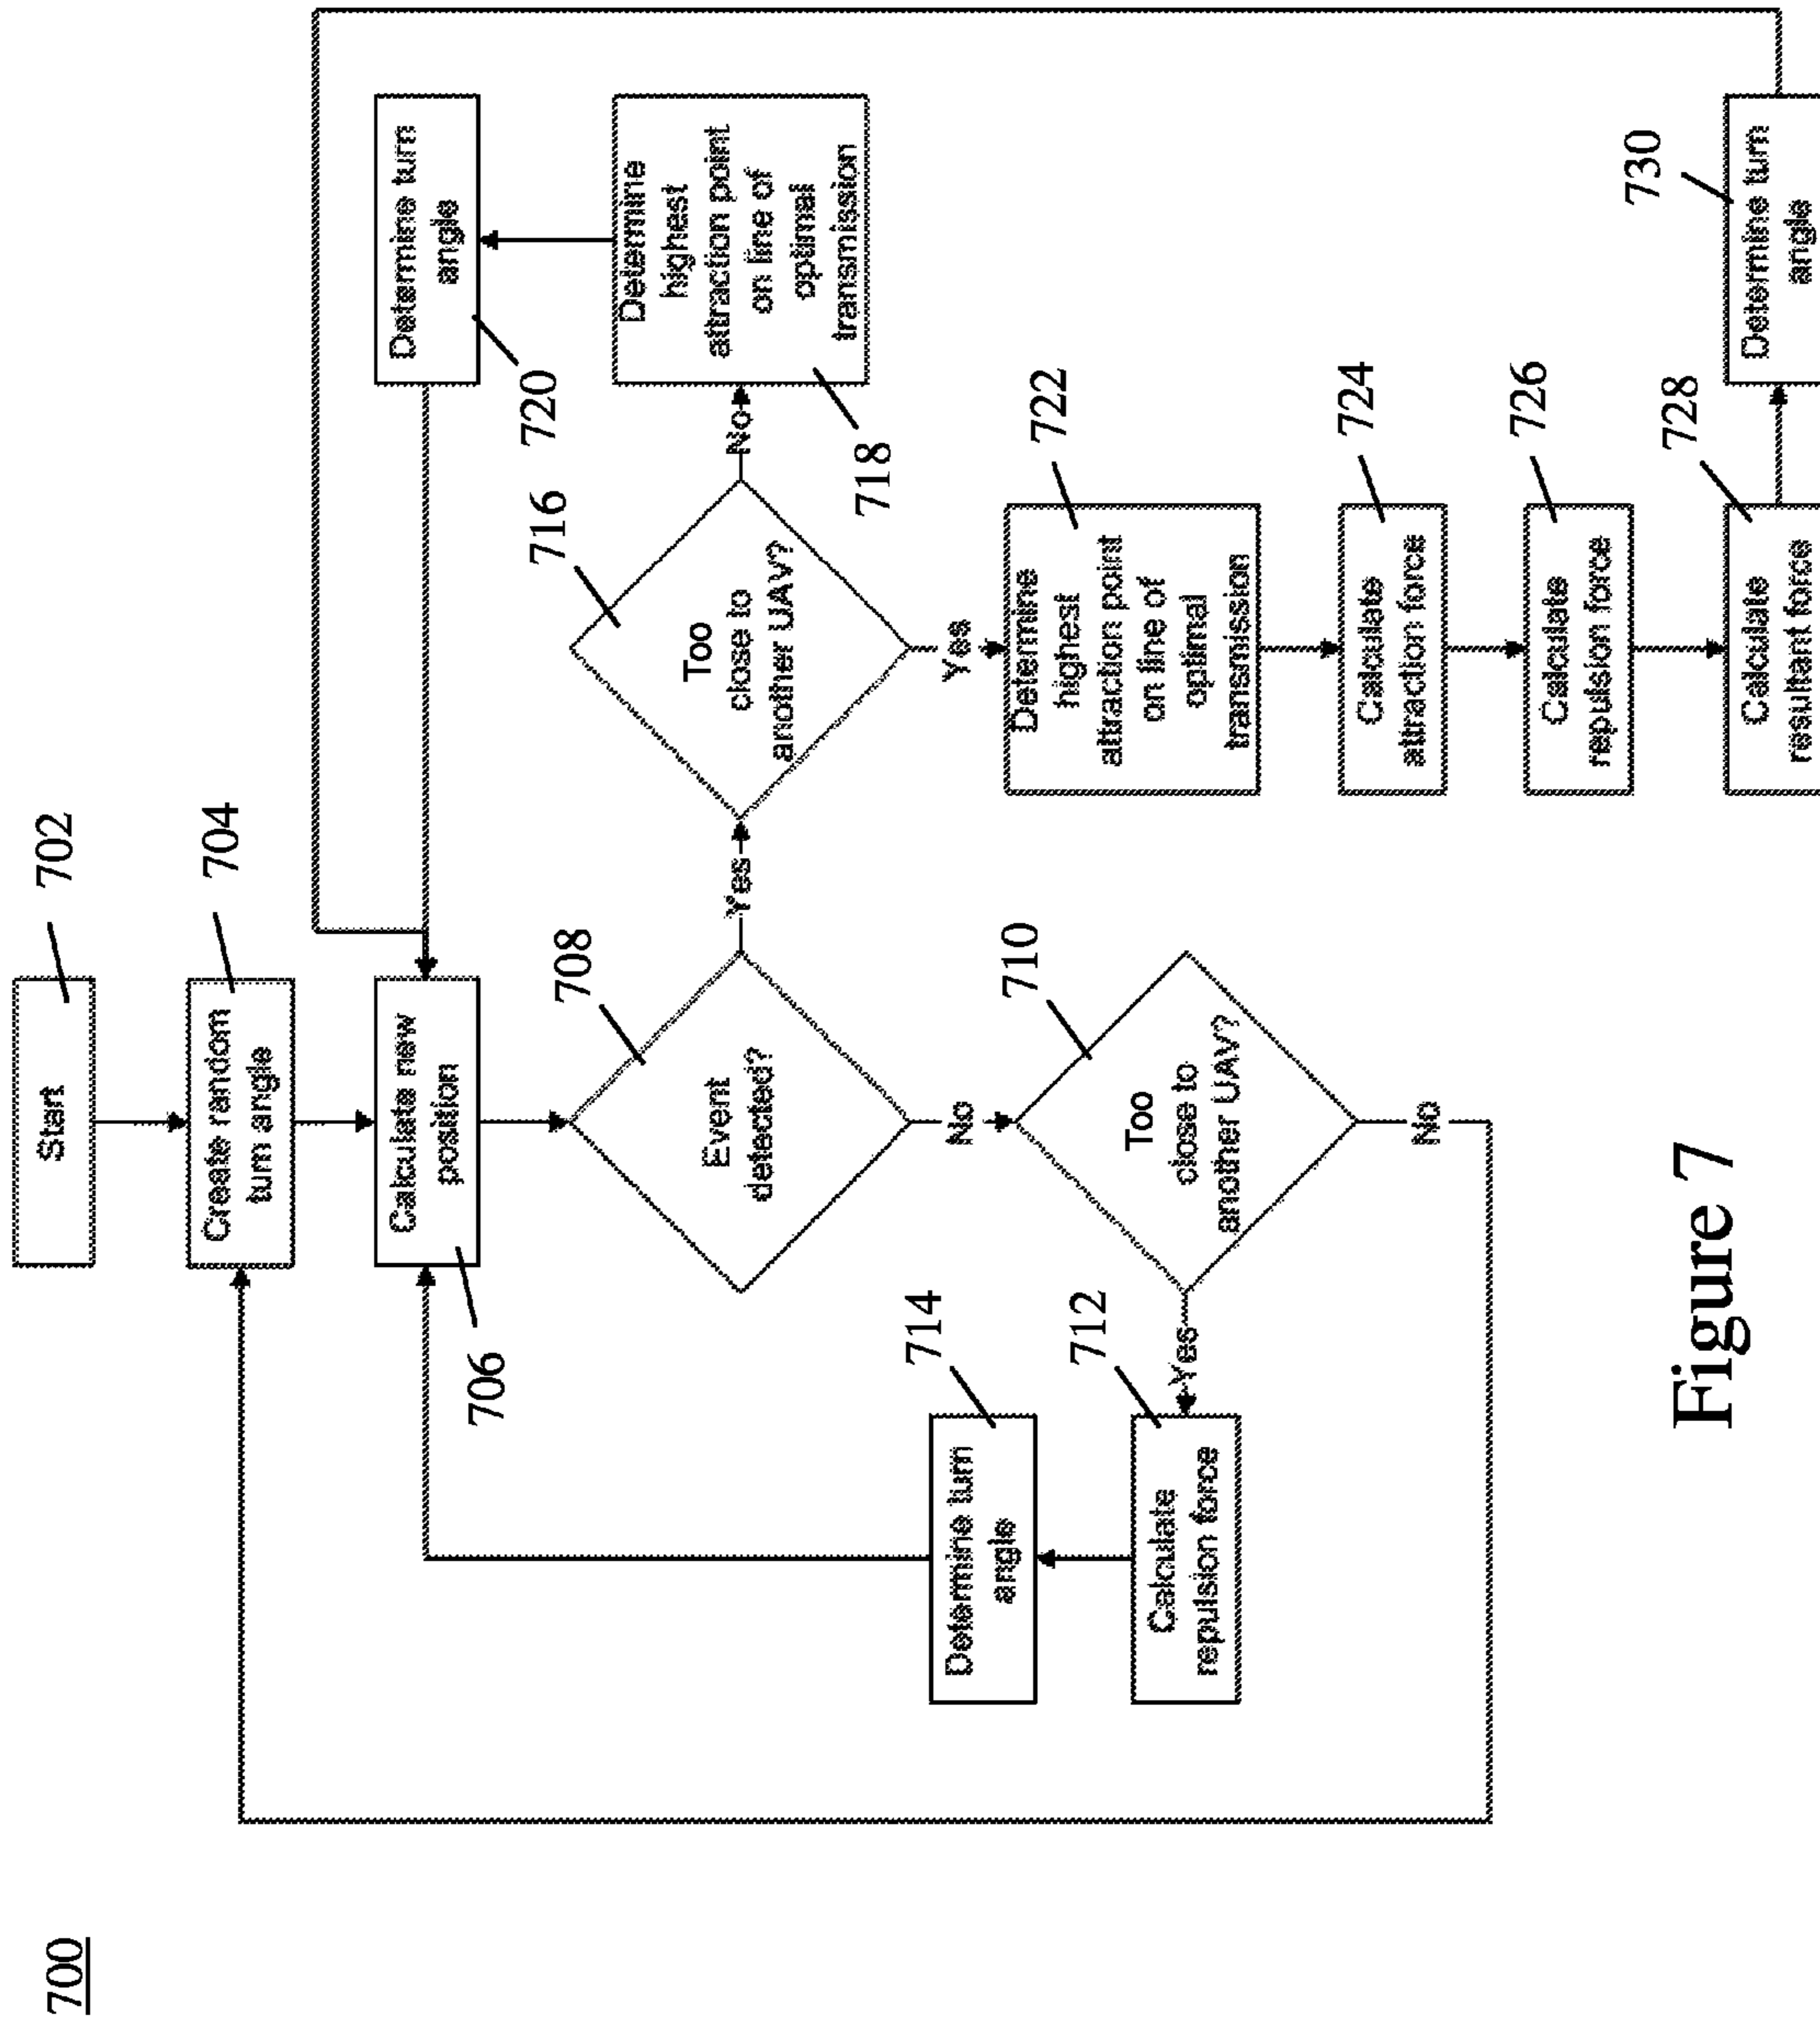 700
Start
702
Create random
turn angle
704
Calculate new
position
706
Event
detected?
708
Yes
No
Too
close to
another UAV?
710
Yes
No
Calculate
repulsion force
712
Determine turn
angle
714
Too
close to
another UAV?
716
No
Yes
Determine
highest
attraction point
on line of
optimal
transmission
718
Determine turn
angle
720
Determine
highest
attraction point
on line of
optimal
transmission
722
Calculate
attraction force
724
Calculate
repulsion force
726
Calculate
resultant force
728
Determine turn
angle
730
Figure 7